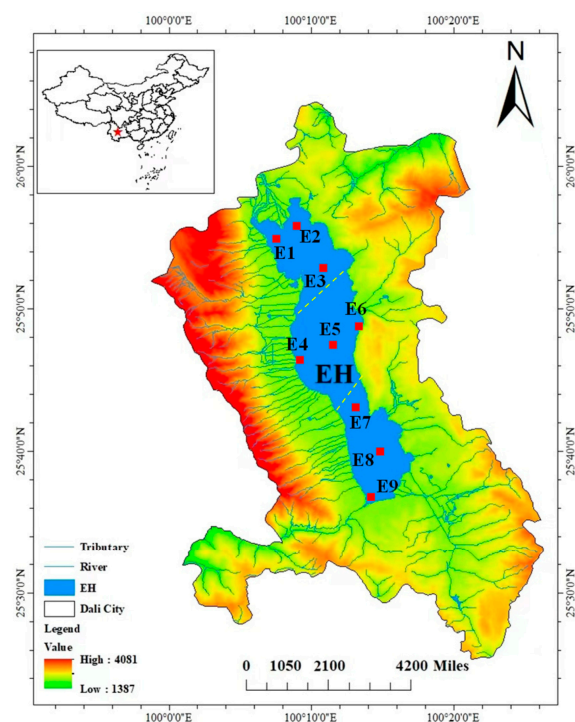 100°0'0"E 100°10'0"E 100°20'0"E
N
26°0'0"N 26°0'0"N
E2
E1
E3
25°50'0"N 25°50'0"N
E6
E5
E4
EH
E7
25°40'0"N 25°40'0"N
E8
E9
Tributary
River
EH
Dali City
Legend
Value
High : 4081
Low : 1387
25°30'0"N 25°30'0"N
0 1050 2100 4200 Miles
100°0'0"E 100°10'0"E 100°20'0"E